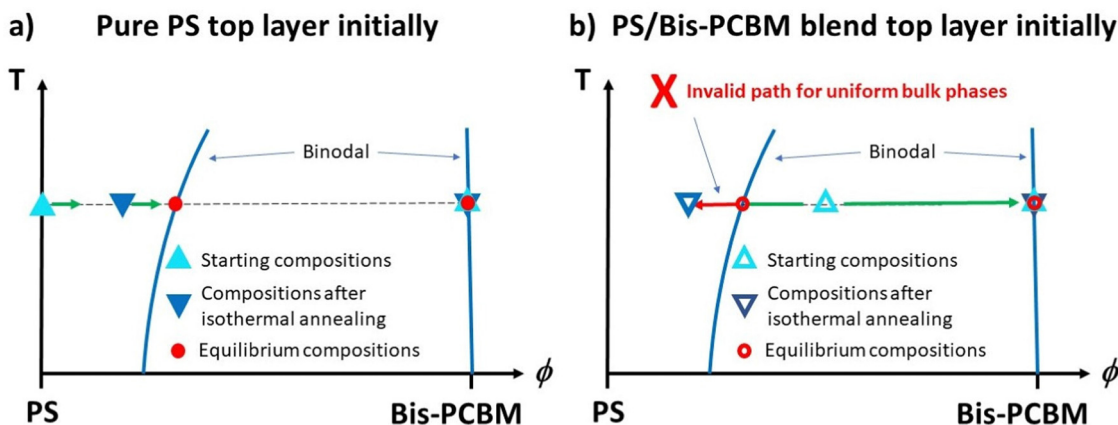 a) Pure PS top layer initially
T
Binodal
Starting compositions
Compositions after
isothermal annealing
Equilibrium compositions
ϕ
PS
Bis-PCBM
b) PS/Bis-PCBM blend top layer initially
T
X Invalid path for uniform bulk phases
Binodal
Starting compositions
Compositions after
isothermal annealing
Equilibrium compositions
ϕ
PS
Bis-PCBM